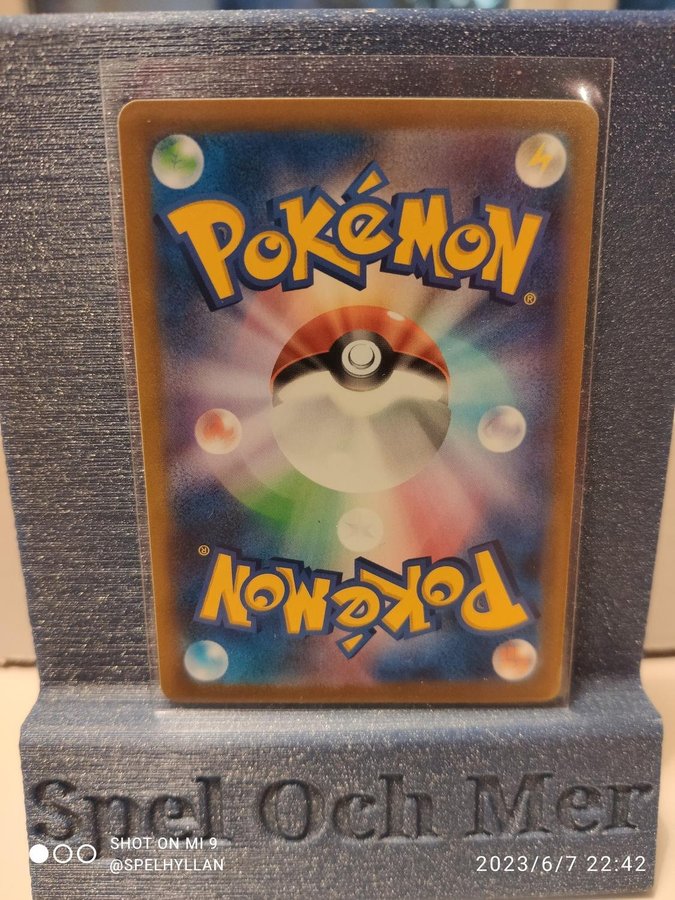 POKéMON®
POKéMON®
Spel Och Mer
SHOT ON MI 9
@SPELHYLLAN
2023/6/7 22:42